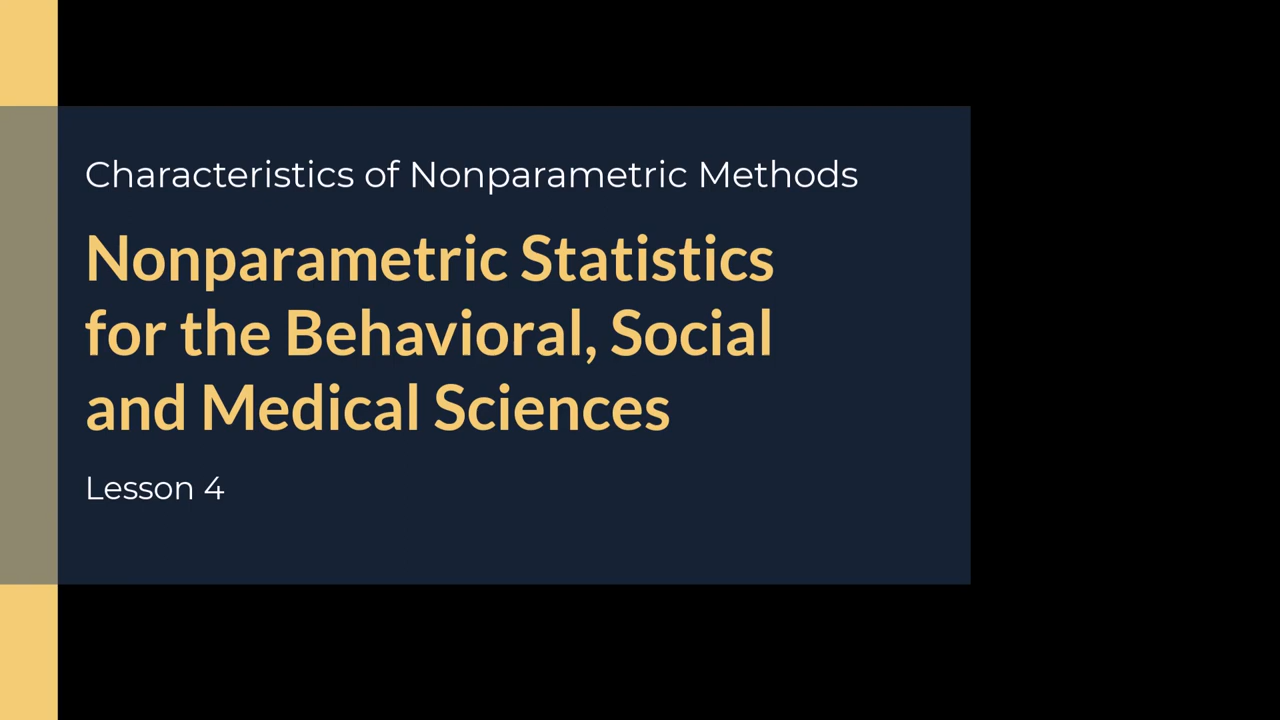 Characteristics of Nonparametric Methods
Nonparametric Statistics
for the Behavioral, Social
and Medical Sciences
Lesson 4